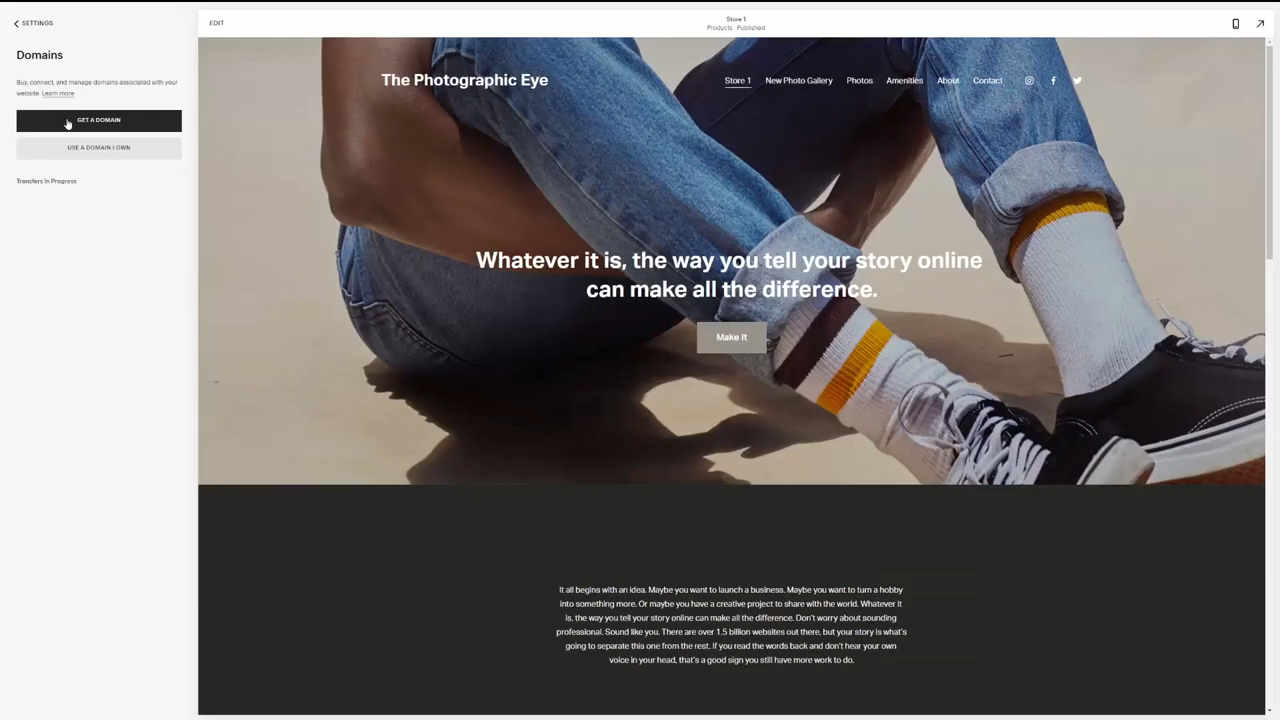 SETTINGS
Domains
Buy, connect, and manage domains associated with your
website. Learn more
GET A DOMAIN
USE A DOMAIN I OWN
Transfers In Progress
EDIT
Store 1
Products Published
The Photographic Eye
Store 1 New Photo Gallery Photos Amenities About Contact
Whatever it is, the way you tell your story online
can make all the difference.
Make It
It all begins with an idea. Maybe you want to launch a business. Maybe you want to turn a hobby
into something more. Or maybe you have a creative project to share with the world. Whatever it
is, the way you tell your story online can make all the difference. Don't worry about sounding
professional. Sound like you. There are over 1.5 billion websites out there, but your story is what's
going to separate this one from the rest. If you read the words back and don't hear your own
voice in your head, that's a good sign you still have more work to do.